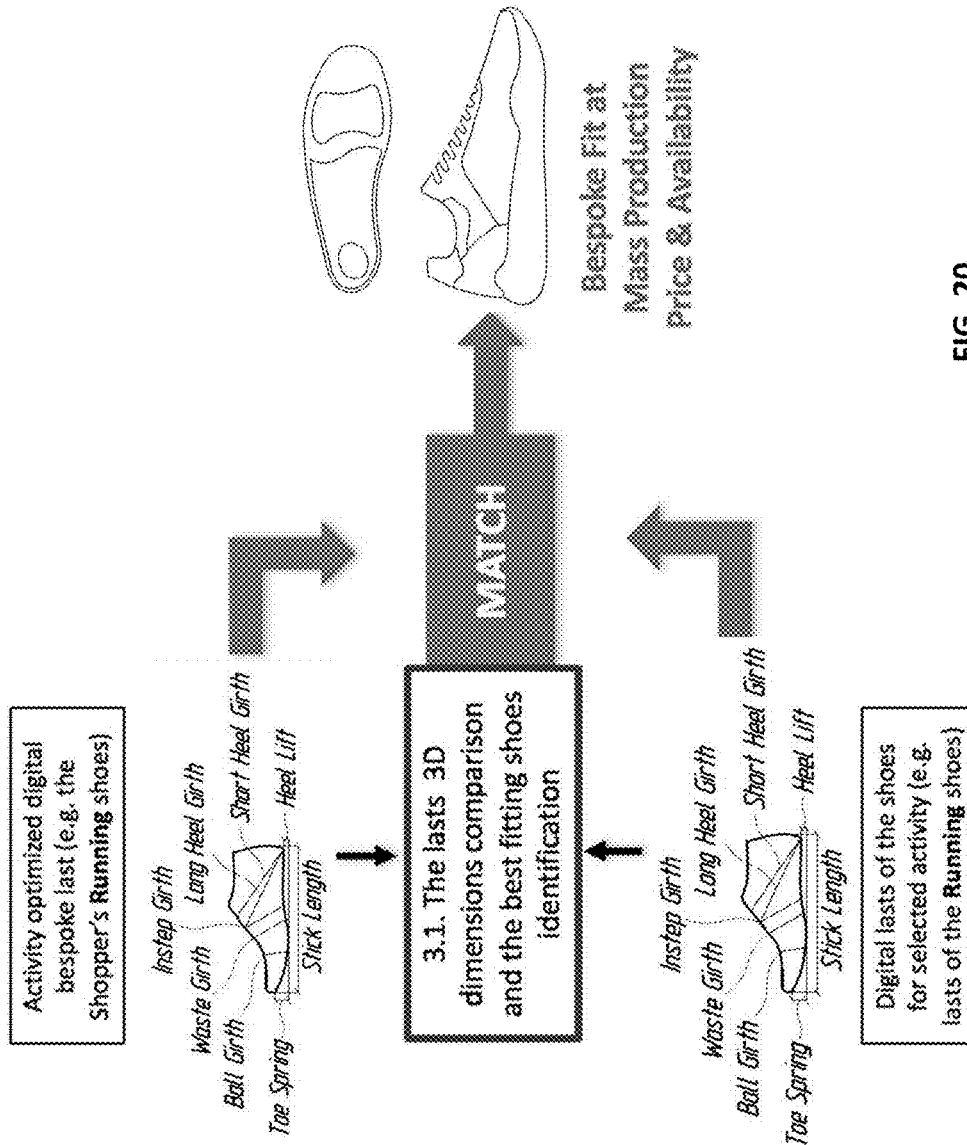 Activity optimized digital
bespoke last (e.g. the
Shopper's Running shoes)
Instep Girth
Waste Girth
Long Heel Girth
Ball Girth
Short Heel Girth
Toe Spring
Heel Lift
Stick Length
3.1. The lasts 3D
dimensions comparison
and the best fitting shoes
identification
MATCH
Bespoke Fit at
Mass Production
Price & Availability
Instep Girth
Waste Girth
Long Heel Girth
Ball Girth
Short Heel Girth
Toe Spring
Heel Lift
Stick Length
Digital lasts of the shoes
for selected activity (e.g.
lasts of the Running shoes)
FIG. 20